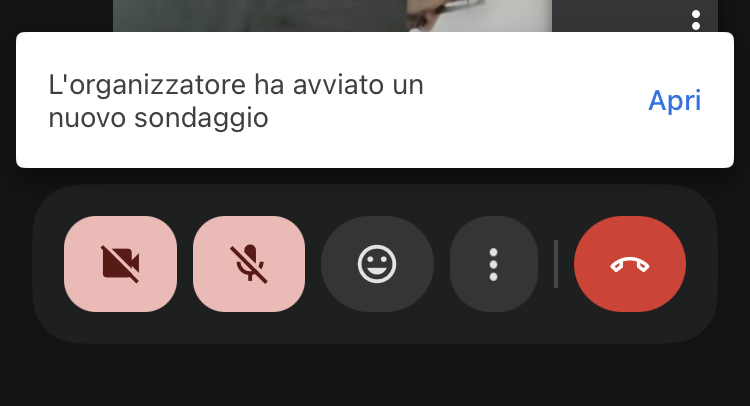 L'organizzatore ha avviato un
nuovo sondaggio
Apri